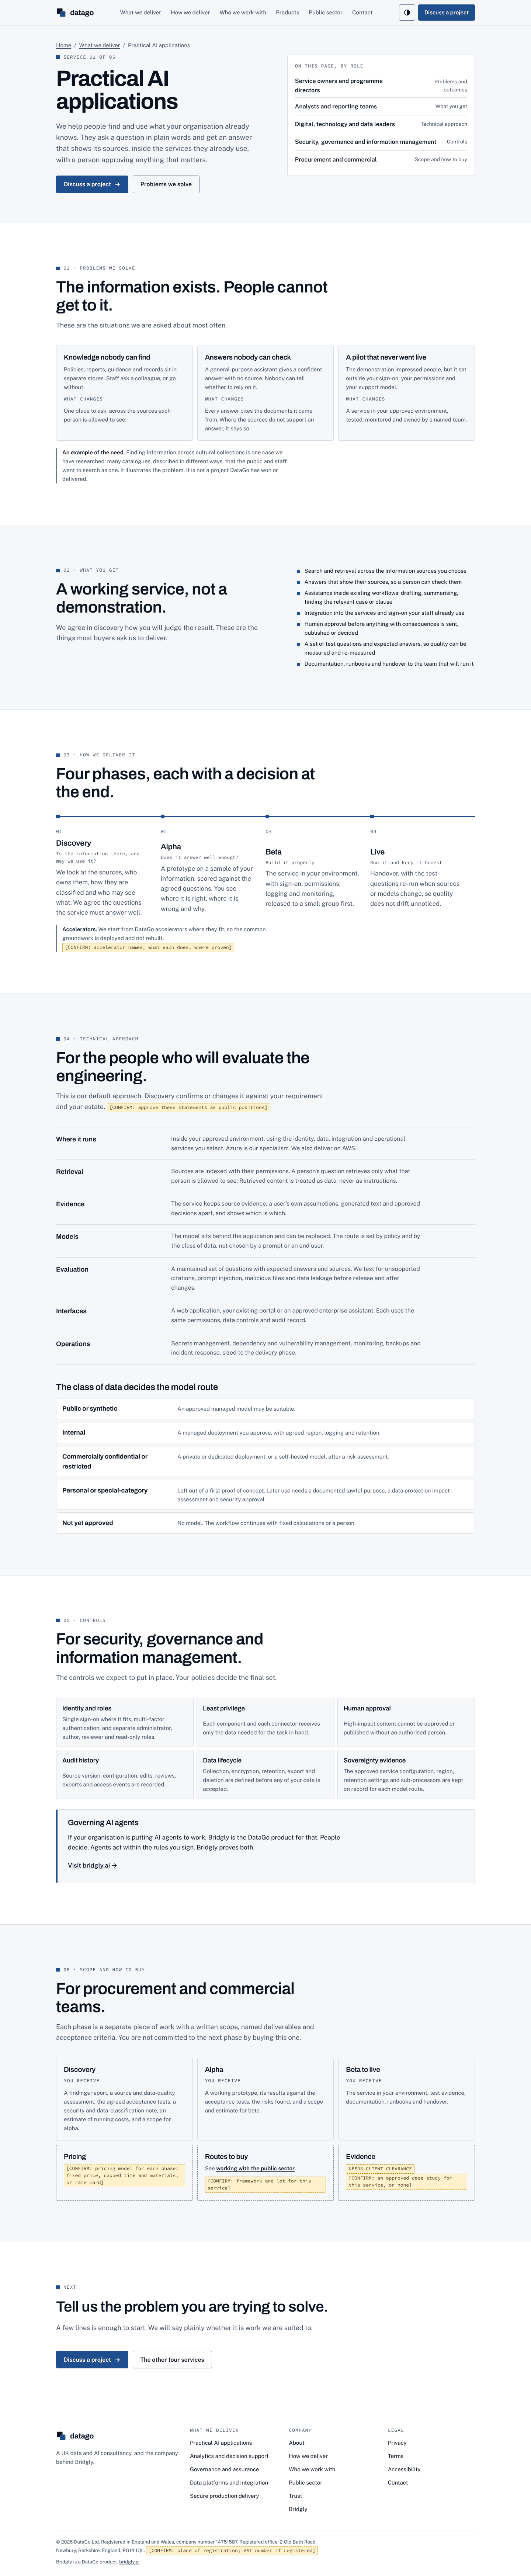 datago
What we deliver
How we deliver
Who we work with
Products
Public sector
Contact
Discuss a project
Home / What we deliver / Practical AI applications
SERVICE 01 OF 05
Practical AI
applications
We help people find and use what your organisation already
knows. They ask a question in plain words and get an answer
that shows its sources, inside the services they already use,
with a person approving anything that matters.
Discuss a project →
Problems we solve
ON THIS PAGE, BY ROLE
Service owners and programme
directors
Problems and
outcomes
Analysts and reporting teams
What you get
Digital, technology and data leaders
Technical approach
Security, governance and information management
Controls
Procurement and commercial
Scope and how to buy
01 · PROBLEMS WE SOLVE
The information exists. People cannot
get to it.
These are the situations we are asked about most often.
Knowledge nobody can find
Policies, reports, guidance and records sit in
separate stores. Staff ask a colleague, or go
without.
WHAT CHANGES
One place to ask, across the sources each
person is allowed to see.
Answers nobody can check
A general-purpose assistant gives a confident
answer with no source. Nobody can tell
whether to rely on it.
WHAT CHANGES
Every answer cites the documents it came
from. Where the sources do not support an
answer, it says so.
A pilot that never went live
The demonstration impressed people, but it sat
outside your sign-on, your permissions and
your support model.
WHAT CHANGES
A service in your approved environment,
tested, monitored and owned by a named team.
An example of the need. Finding information across cultural collections is one case we
have researched: many catalogues, described in different ways, that the public and staff
want to search as one. It illustrates the problem. It is not a project DataGo has won or
delivered.
02 · WHAT YOU GET
A working service, not a
demonstration.
We agree in discovery how you will judge the result. These are the
things most buyers ask us to deliver.
Search and retrieval across the information sources you choose
Answers that show their sources, so a person can check them
Assistance inside existing workflows: drafting, summarising,
finding the relevant case or clause
Integration into the services and sign-on your staff already use
Human approval before anything with consequences is sent,
published or decided
A set of test questions and expected answers, so quality can be
measured and re-measured
Documentation, runbooks and handover to the team that will run it
03 · HOW WE DELIVER IT
Four phases, each with a decision at
the end.
01
Discovery
Is the information there, and
may we use it?
We look at the sources, who
owns them, how they are
classified and who may see
what. We agree the questions
the service must answer well.
02
Alpha
Does it answer well enough?
A prototype on a sample of your
information, scored against the
agreed questions. You see
where it is right, where it is
wrong and why.
03
Beta
Build it properly
The service in your environment,
with sign-on, permissions,
logging and monitoring,
released to a small group first.
04
Live
Run it and keep it honest
Handover, with the test
questions re-run when sources
or models change, so quality
does not drift unnoticed.
Accelerators. We start from DataGo accelerators where they fit, so the common
groundwork is deployed and not rebuilt.
[CONFIRM: accelerator names, what each does, where proven]
04 · TECHNICAL APPROACH
For the people who will evaluate the
engineering.
This is our default approach. Discovery confirms or changes it against your requirement
and your estate. [CONFIRM: approve these statements as public positions]
Where it runs
Inside your approved environment, using the identity, data, integration and operational
services you select. Azure is our specialism. We also deliver on AWS.
Retrieval
Sources are indexed with their permissions. A person's question retrieves only what that
person is allowed to see. Retrieved content is treated as data, never as instructions.
Evidence
The service keeps source evidence, a user's own assumptions, generated text and approved
decisions apart, and shows which is which.
Models
The model sits behind the application and can be replaced. The route is set by policy and by
the class of data, not chosen by a prompt or an end user.
Evaluation
A maintained set of questions with expected answers and sources. We test for unsupported
citations, prompt injection, malicious files and data leakage before release and after
changes.
Interfaces
A web application, your existing portal or an approved enterprise assistant. Each uses the
same permissions, data controls and audit record.
Operations
Secrets management, dependency and vulnerability management, monitoring, backups and
incident response, sized to the delivery phase.
The class of data decides the model route
Public or synthetic
An approved managed model may be suitable.
Internal
A managed deployment you approve, with agreed region, logging and retention.
Commercially confidential or
restricted
A private or dedicated deployment, or a self-hosted model, after a risk assessment.
Personal or special-category
Left out of a first proof of concept. Later use needs a documented lawful purpose, a data protection impact
assessment and security approval.
Not yet approved
No model. The workflow continues with fixed calculations or a person.
05 · CONTROLS
For security, governance and
information management.
The controls we expect to put in place. Your policies decide the final set.
Identity and roles
Single sign-on where it fits, multi-factor
authentication, and separate administrator,
author, reviewer and read-only roles.
Least privilege
Each component and each connector receives
only the data needed for the task in hand.
Human approval
High-impact content cannot be approved or
published without an authorised person.
Audit history
Source version, configuration, edits, reviews,
exports and access events are recorded.
Data lifecycle
Collection, encryption, retention, export and
deletion are defined before any of your data is
accepted.
Sovereignty evidence
The approved service configuration, region,
retention settings and sub-processors are kept
on record for each model route.
Governing AI agents
If your organisation is putting AI agents to work, Bridgly is the DataGo product for that. People
decide. Agents act within the rules you sign. Bridgly proves both.
Visit bridgly.ai →
06 · SCOPE AND HOW TO BUY
For procurement and commercial
teams.
Each phase is a separate piece of work with a written scope, named deliverables and
acceptance criteria. You are not committed to the next phase by buying this one.
Discovery
YOU RECEIVE
A findings report, a source and data-quality
assessment, the agreed acceptance tests, a
security and data-classification note, an
estimate of running costs, and a scope for
alpha.
Alpha
YOU RECEIVE
A working prototype, its results against the
acceptance tests, the risks found, and a scope
and estimate for beta.
Beta to live
YOU RECEIVE
The service in your environment, test evidence,
documentation, runbooks and handover.
Pricing
[CONFIRM: pricing model for each phase:
fixed price, capped time and materials,
or rate card]
Routes to buy
See working with the public sector.
[CONFIRM: framework and lot for this
service]
Evidence
NEEDS CLIENT CLEARANCE
[CONFIRM: an approved case study for
this service, or none]
NEXT
Tell us the problem you are trying to solve.
A few lines is enough to start. We will say plainly whether it is work we are suited to.
Discuss a project →
The other four services
datago
A UK data and AI consultancy, and the company
behind Bridgly.
WHAT WE DELIVER
Practical AI applications
Analytics and decision support
Governance and assurance
Data platforms and integration
Secure production delivery
COMPANY
About
How we deliver
Who we work with
Public sector
Trust
Bridgly
LEGAL
Privacy
Terms
Accessibility
Contact
© 2026 DataGo Ltd. Registered in England and Wales, company number 14751587. Registered office: 2 Old Bath Road,
Newbury, Berkshire, England, RG14 1QL. [CONFIRM: place of registration; VAT number if registered]
Bridgly is a DataGo product: bridgly.ai